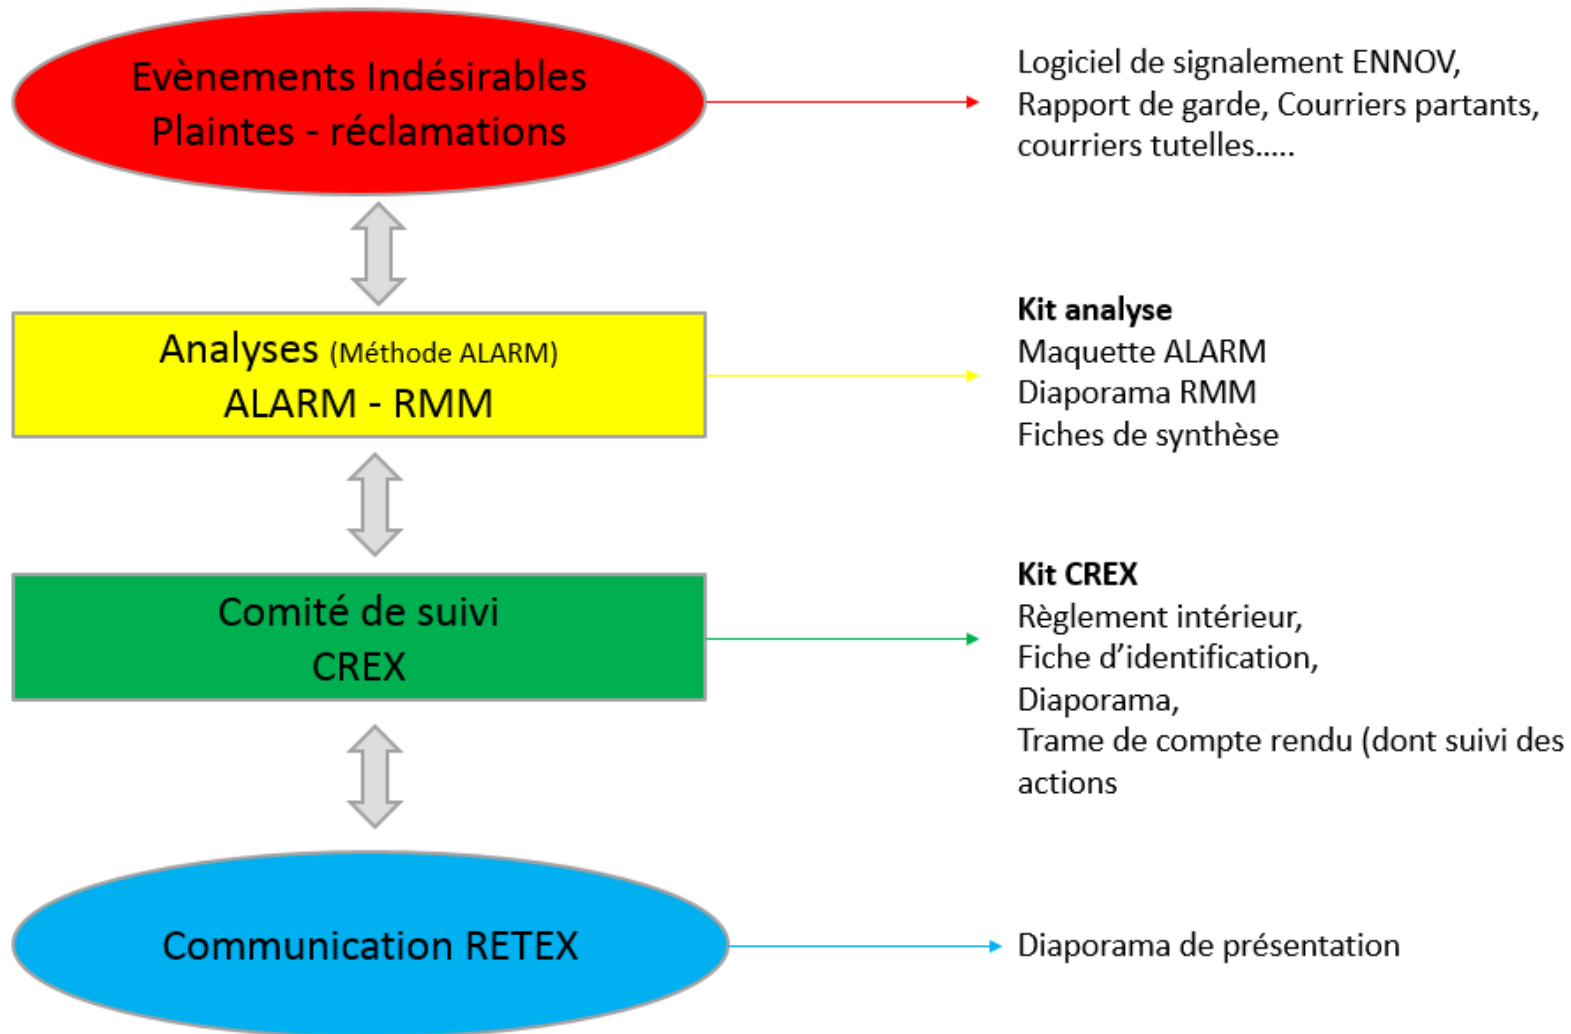 Evènements Indésirables
Plaintes - réclamations
Logiciel de signalement ENNOV,
Rapport de garde, Courriers partants,
courriers tutelles.....
Analyses (Méthode ALARM)
ALARM - RMM
Kit analyse
Maquette ALARM
Diaporama RMM
Fiches de synthèse
Comité de suivi
CREX
Kit CREX
Règlement intérieur,
Fiche d’identification,
Diaporama,
Trame de compte rendu (dont suivi des
actions
Communication RETEX
Diaporama de présentation